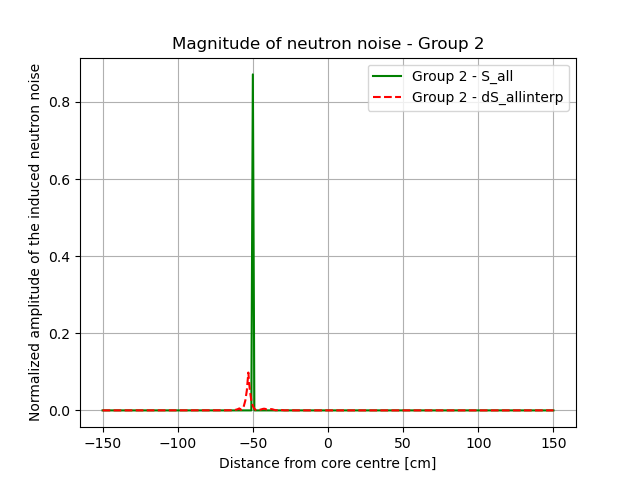 Magnitude of neutron noise - Group 2
Normalized amplitude of the induced neutron noise
0.8
0.6
0.4
0.2
0.0
Group 2 - S_all
Group 2 - dS_allinterp
−150
−100
−50
0
50
100
150
Distance from core centre [cm]